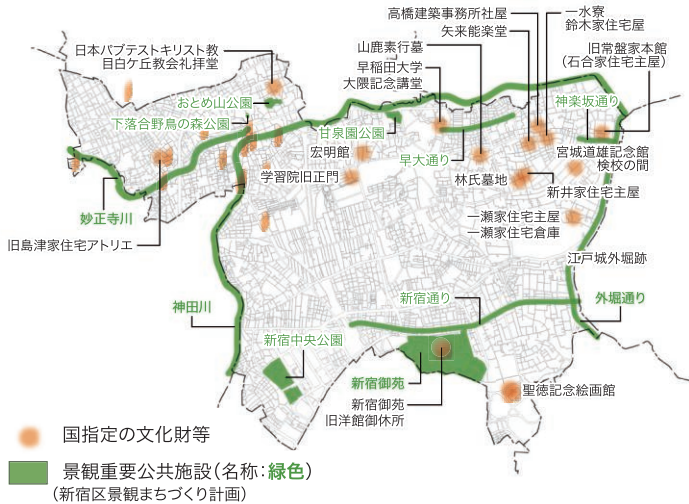 高橋建築事務所社屋
矢来能楽堂
一水寮
鈴木家住宅屋
山鹿素行墓
早稲田大学
大隈記念講堂
旧常盤家本館
(石合家住宅主屋)
日本バプテストキリスト教
目白ケ丘教会礼拝堂
おとめ山公園
下落合野鳥の森公園
甘泉園公園
宏明館
学習院旧正門
早大通り
神楽坂通り
宮城道雄記念館
検校の間
林氏墓地
新井家住宅主屋
一瀬家住宅主屋
一瀬家住宅倉庫
妙正寺川
旧島津家住宅アトリエ
江戸城外堀跡
神田川
新宿通り
外堀通り
新宿中央公園
新宿御苑
新宿御苑
旧洋館御休所
聖徳記念絵画館
国指定の文化財等
景観重要公共施設(名称:緑色)
(新宿区景観まちづくり計画)